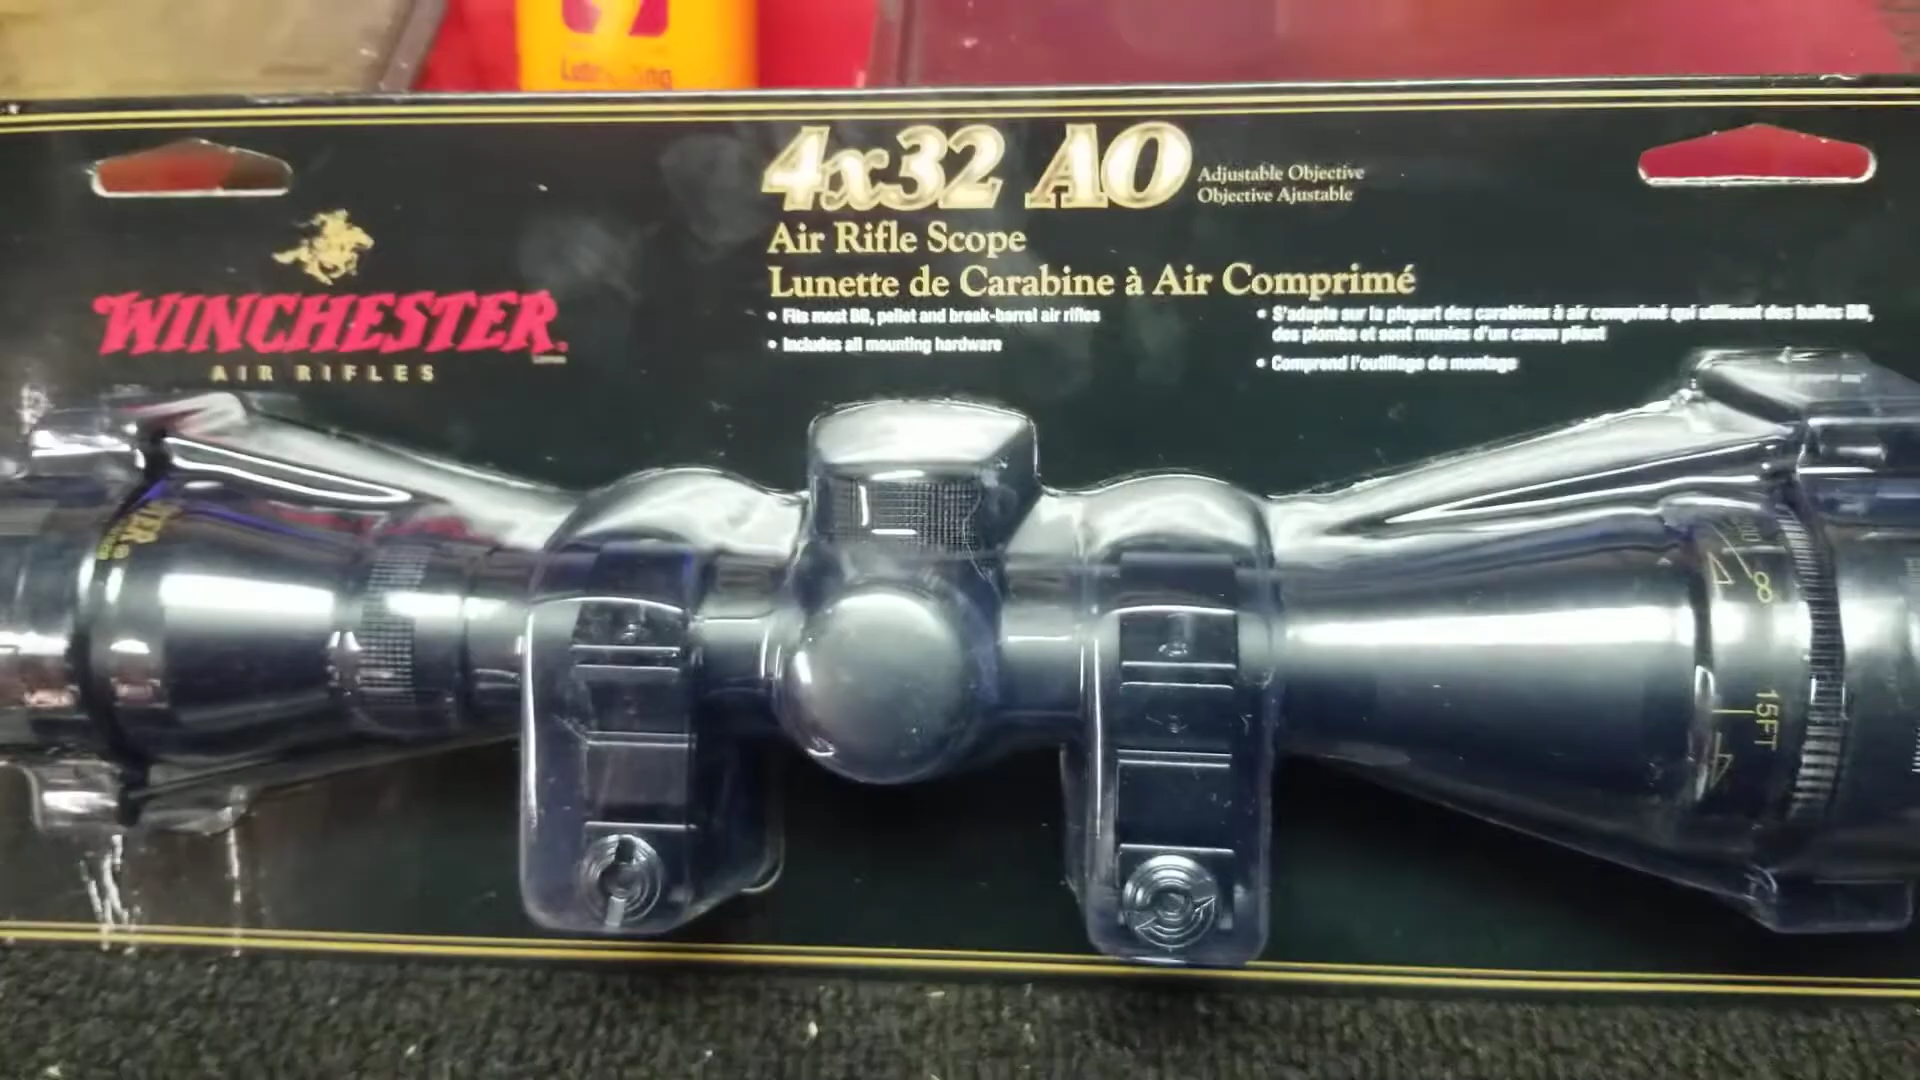 4x32 AO
Adjustable Objective
Objective Ajustable
Air Rifle Scope
Lunette de Carabine à Air Comprimé
WINCHESTER
AIR RIFLES
• Fits most BB, pellet and break-barrel air rifles
• Includes all mounting hardware
• S'adapte sur la plupart des carabines à air comprimé qui utilisent des balles BB,
des plombs et sont munies d'un canon pliant
• Comprend l'outillage de montage
∞
15FT